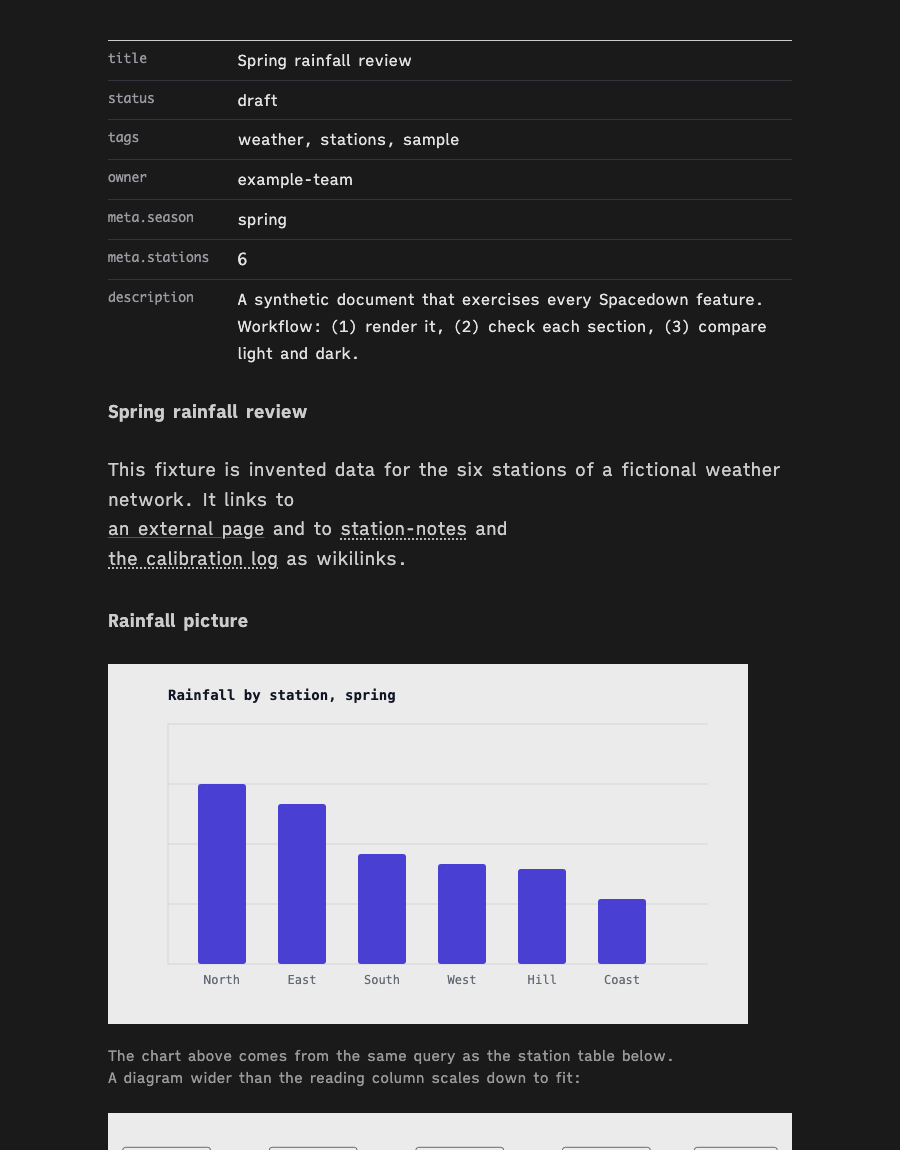 title
Spring rainfall review
status
draft
tags
weather, stations, sample
owner
example-team
meta.season
spring
meta.stations
6
description
A synthetic document that exercises every Spacedown feature.
Workflow: (1) render it, (2) check each section, (3) compare
light and dark.
Spring rainfall review
This fixture is invented data for the six stations of a fictional weather
network. It links to
an external page and to station-notes and
the calibration log as wikilinks.
Rainfall picture
Rainfall by station, spring
North East South West Hill Coast
The chart above comes from the same query as the station table below.
A diagram wider than the reading column scales down to fit: